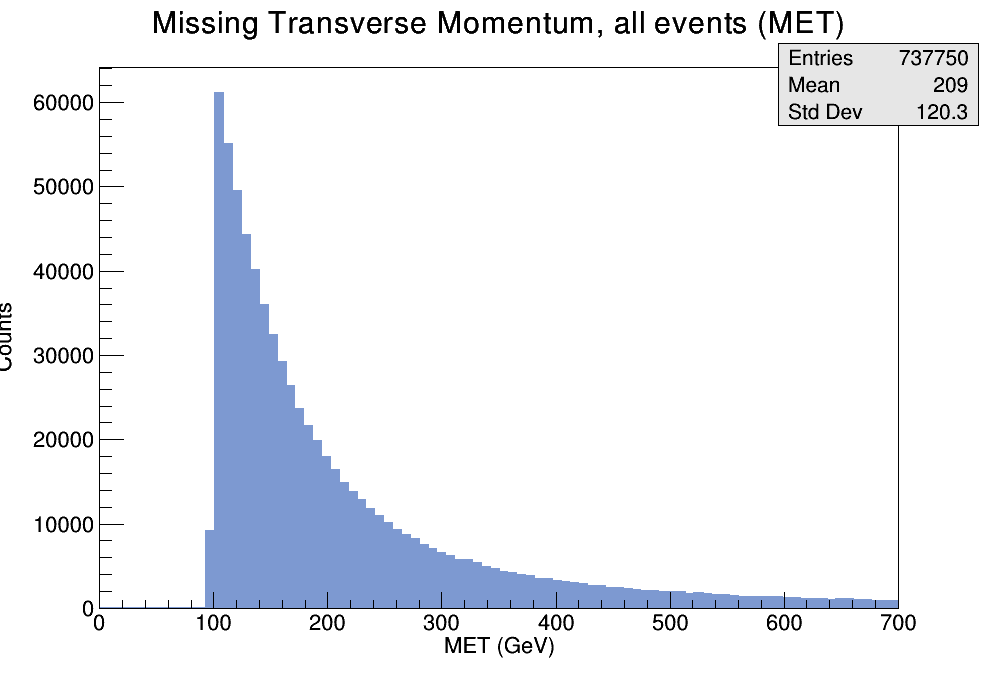 Missing Transverse Momentum, all events (MET)
Entries 737750
Mean 209
Std Dev 120.3
60000
50000
40000
30000
20000
10000
0
Counts
0 100 200 300 400 500 600 700
MET (GeV)